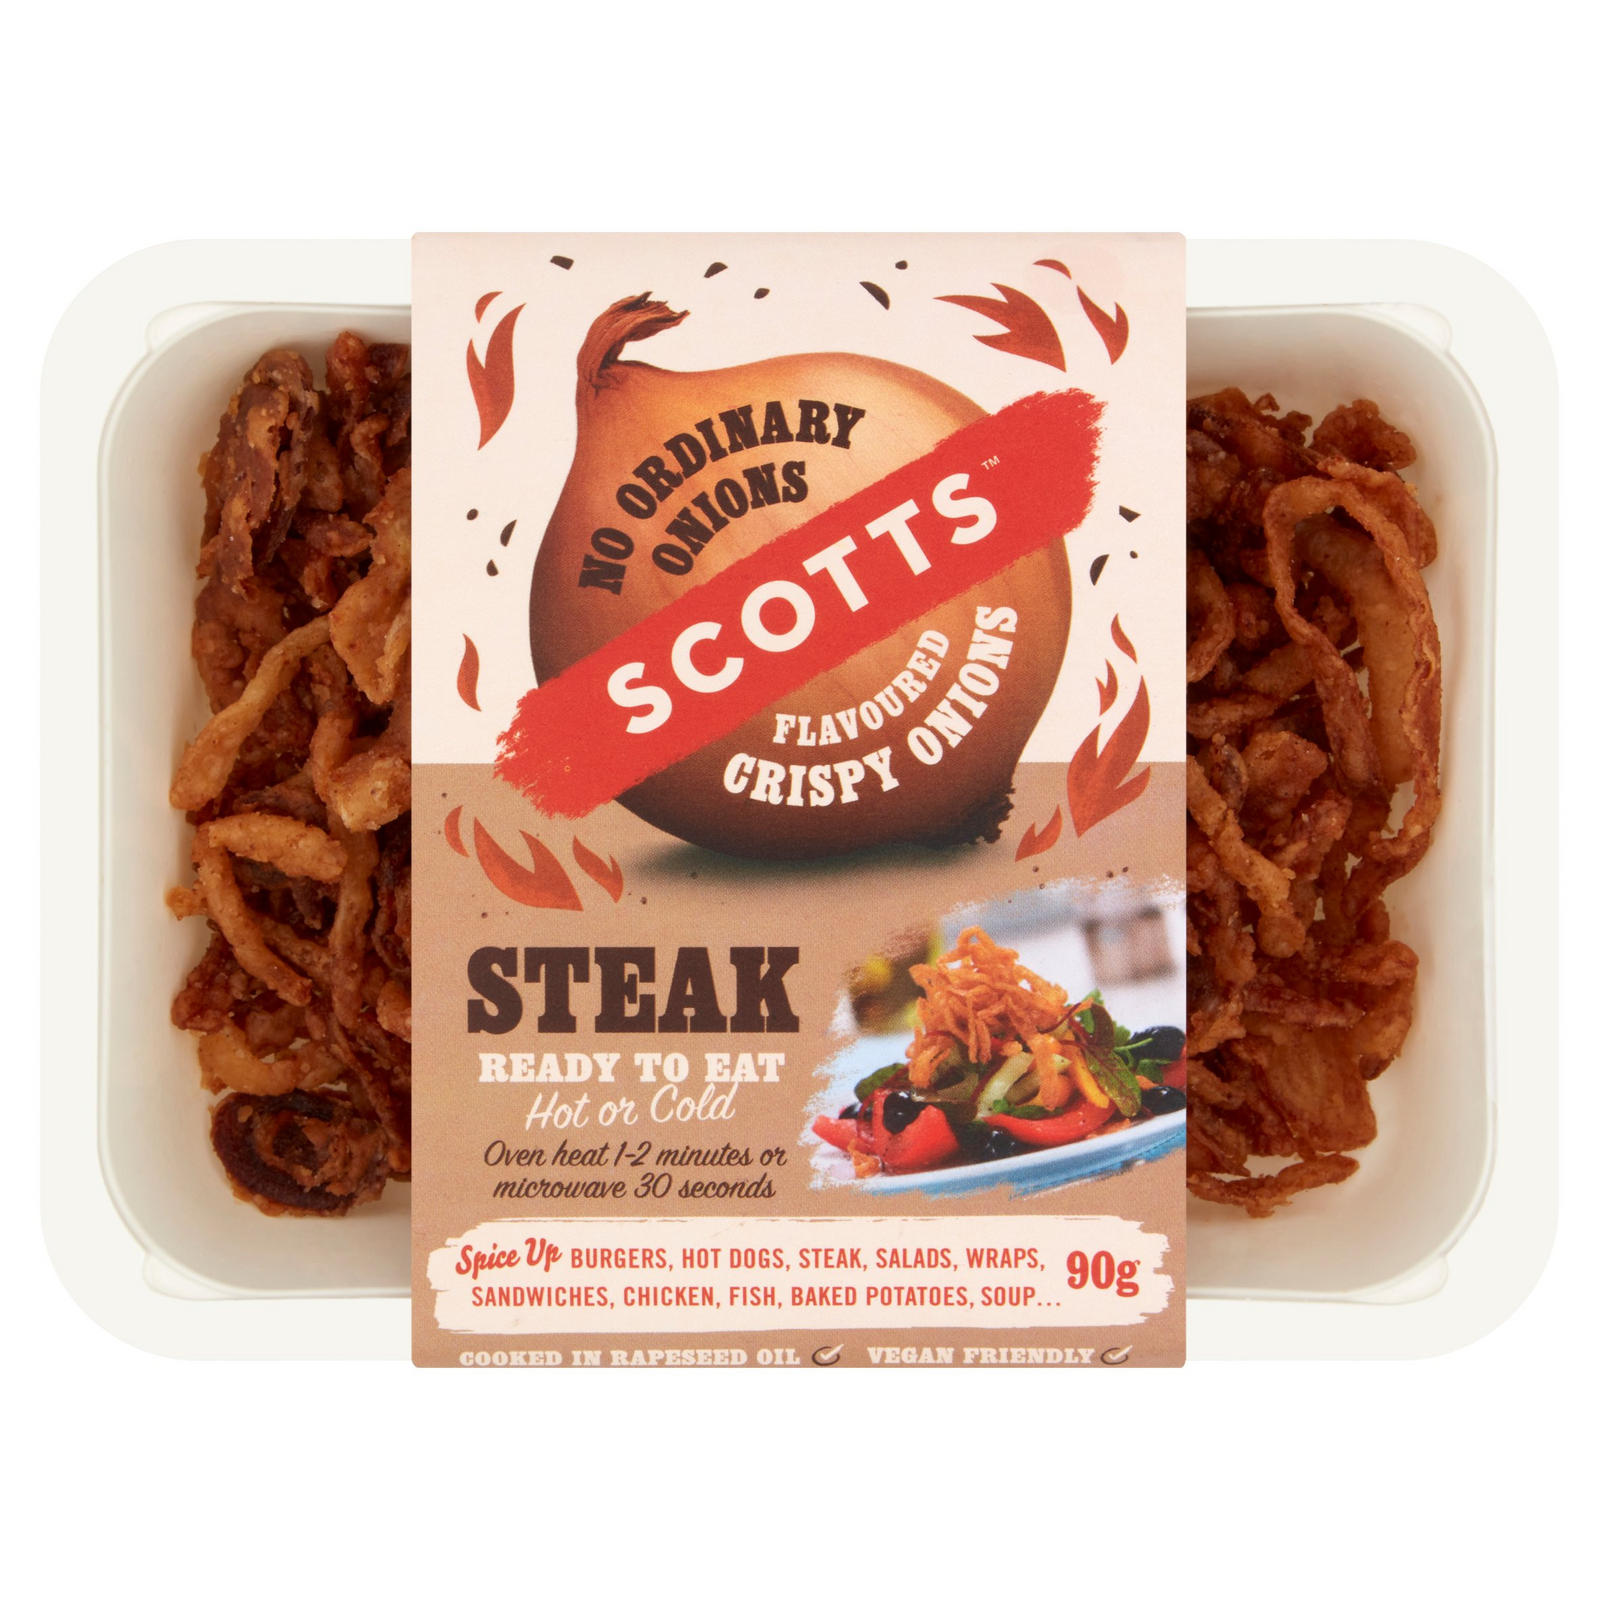 NO ORDINARY
ONIONS
SCOTTS™
FLAVOURED
CRISPY ONIONS
STEAK
READY TO EAT
Hot or Cold
Oven heat 1-2 minutes or
microwave 30 seconds
Spice Up BURGERS, HOT DOGS, STEAK, SALADS, WRAPS,
SANDWICHES, CHICKEN, FISH, BAKED POTATOES, SOUP...
90g
COOKED IN RAPESEED OIL VEGAN FRIENDLY